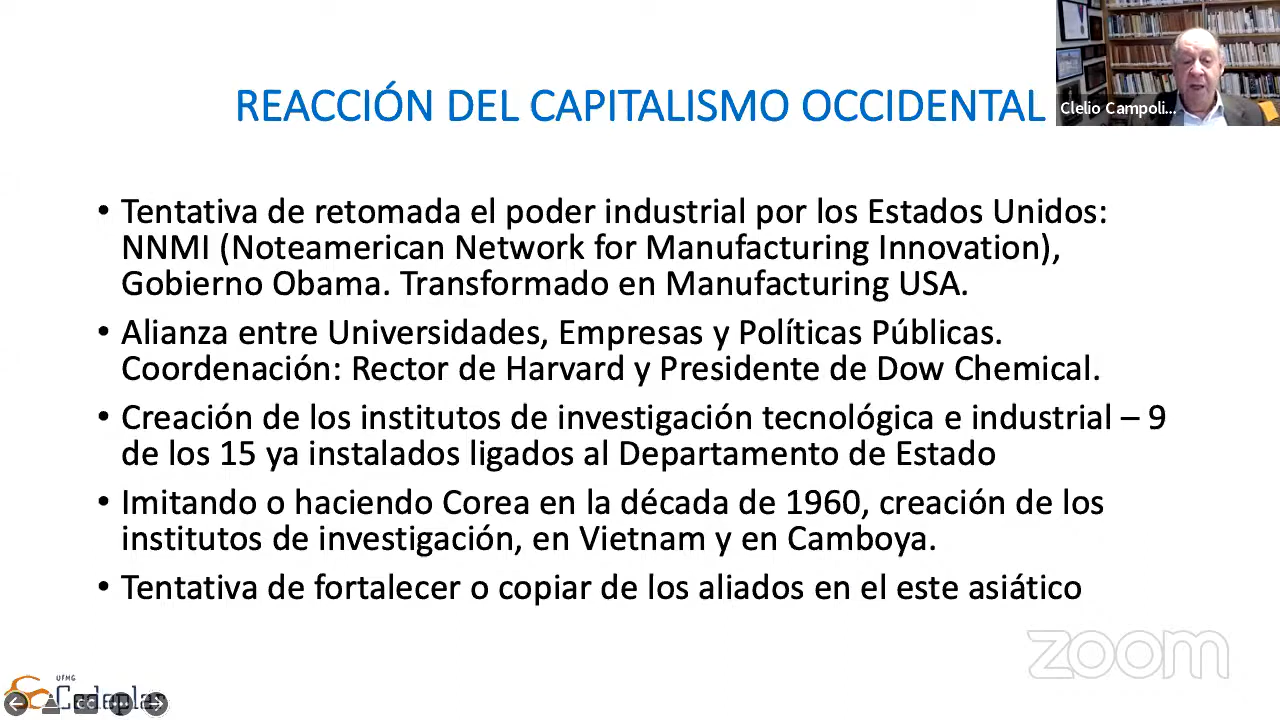 REACCIÓN DEL CAPITALISMO OCCIDENTAL
Clelio Campoli...
• Tentativa de retomada el poder industrial por los Estados Unidos:
NNMI (Noteamerican Network for Manufacturing Innovation),
Gobierno Obama. Transformado en Manufacturing USA.
• Alianza entre Universidades, Empresas y Políticas Públicas.
Coordenación: Rector de Harvard y Presidente de Dow Chemical.
• Creación de los institutos de investigación tecnológica e industrial – 9
de los 15 ya instalados ligados al Departamento de Estado
• Imitando o haciendo Corea en la década de 1960, creación de los
institutos de investigación, en Vietnam y en Camboya.
• Tentativa de fortalecer o copiar de los aliados en el este asiático
zoom
UFMG
Cedeplar